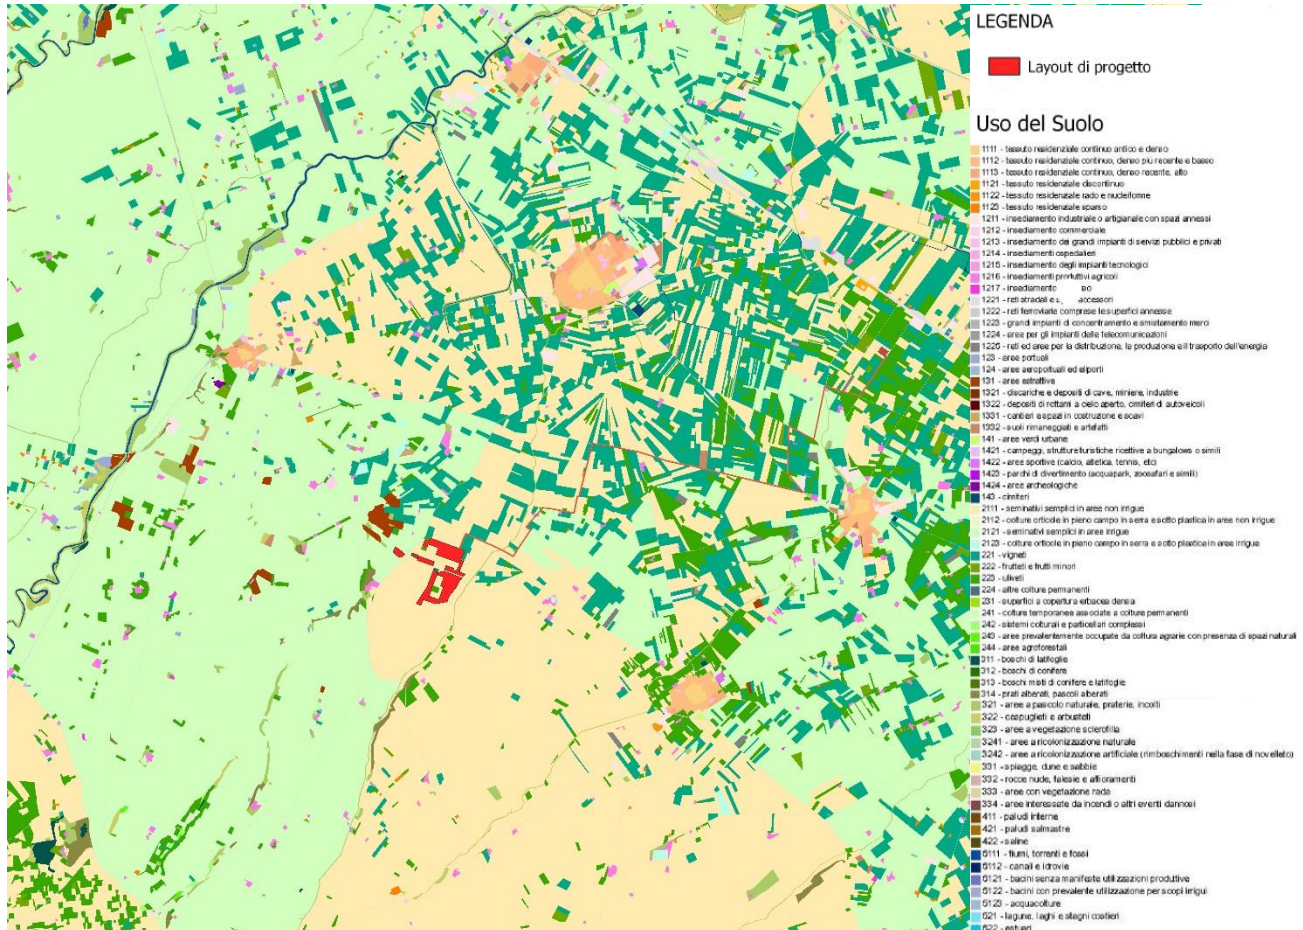 LEGENDA
Layout di progetto
Uso del Suolo
1111 - tessuto residenziale continuo antico e denso
1112 - tessuto residenziale continuo, denso più recente e basso
1113 - tessuto residenziale continuo, denso recente, alto
1121 - tessuto residenziale discontinuo
1122 - tessuto residenziale rado e nucleiforme
1123 - tessuto residenziale sparso
1211 - insediamento industriale o artigianale con spazi annessi
1212 - insediamento commerciale
1213 - insediamento dei grandi impianti di servizi pubblici e privati
1214 - insediamenti ospedalieri
1215 - insediamento degli impianti tecnologici
1216 - insediamenti produttivi agricoli
1217 - insediamento
1221 - reti stradali e accessori
1222 - reti ferroviarie comprese le superfici annesse
1223 - grandi impianti di concentramento e smistamento merci
1224 - aree per gli impianti delle telecomunicazioni
1225 - reti ed aree per la distribuzione, la produzione e il trasporto dell'energia
123 - aree portuali
124 - aree aeroportuali ed eliporti
131 - aree estrattive
1321 - discariche e depositi di cave, miniere, industrie
1322 - depositi di rottami a cielo aperto, cimiteri di autoveicoli
1331 - cantieri e spazi in costruzione e scavi
1332 - suoli rimaneggiati e artefatti
141 - aree verdi urbane
1421 - campeggi, strutture turistiche ricettive a bungalows o simili
1422 - aree sportive (calcio, atletica, tennis, etc)
1423 - parchi di divertimento (acquapark, zoosafari e simili)
1424 - aree archeologiche
143 - cimiteri
2111 - seminativi semplici in aree non irrigue
2112 - colture orticole in pieno campo in serra e sotto plastica in aree non irrigue
2121 - seminativi semplici in aree irrigue
2123 - colture orticole in pieno campo in serra e sotto plastica in aree irrigue
221 - vigneti
222 - frutteti e frutti minori
223 - uliveti
224 - altre colture permanenti
231 - superfici a copertura erbacea densa
241 - colture temporanee associate a colture permanenti
242 - sistemi colturali e particellari complessi
243 - aree prevalentemente occupate da coltura agrarie con presenza di spazi naturali
244 - aree agroforestali
311 - boschi di latifoglie
312 - boschi di conifere
313 - boschi misti di conifere e latifoglie
314 - prati alberati, pascoli alberati
321 - aree a pascolo naturale, praterie, incolti
322 - cespuglieti e arbusteti
323 - aree a vegetazione sclerofilla
3241 - aree a ricolonizzazione naturale
3242 - aree a ricolonizzazione artificiale (rimboschimenti nella fase di novelleto)
331 - spiagge, dune e sabbie
332 - rocce nude, falesie e affioramenti
333 - aree con vegetazione rada
334 - aree interessate da incendi o altri eventi dannosi
411 - paludi interne
421 - paludi salmastre
422 - saline
5111 - fiumi, torrenti e fossi
5112 - canali e idrovie
5121 - bacini senza manifeste utilizzazioni produttive
5122 - bacini con prevalente utilizzazione per scopi irrigui
5123 - acquacolture
521 - lagune, laghi e stagni costieri
522 - estuari